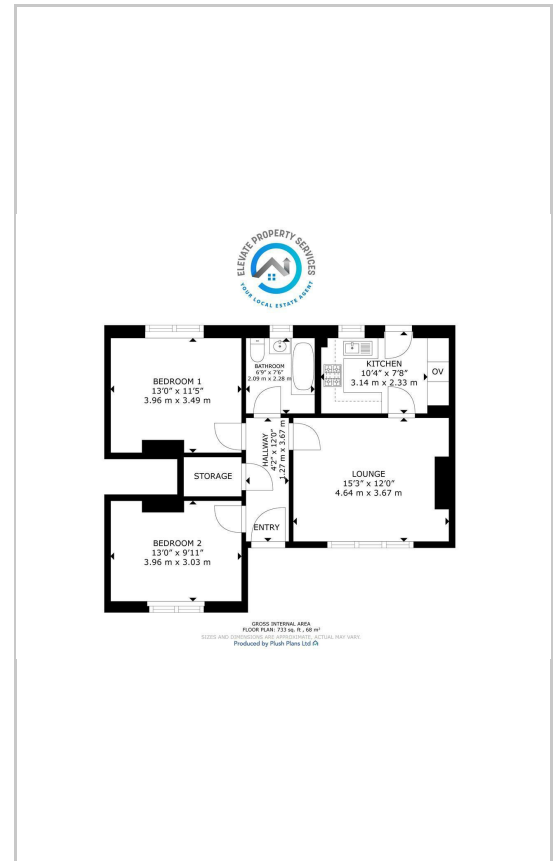 ELEVATE PROPERTY SERVICES
YOUR LOCAL ESTATE AGENT
BEDROOM 1
13'0" x 11'5"
3.96 m x 3.49 m
BATHROOM
6'9" x 7'6"
2.09 m x 2.28 m
KITCHEN
10'4" x 7'8"
3.14 m x 2.33 m
OV
HALLWAY
4'2" x 12'0"
1.27 m x 3.67 m
STORAGE
LOUNGE
15'3" x 12'0"
4.64 m x 3.67 m
ENTRY
BEDROOM 2
13'0" x 9'11"
3.96 m x 3.03 m
GROSS INTERNAL AREA
FLOOR PLAN: 733 sq. ft , 68 m²
SIZES AND DIMENSIONS ARE APPROXIMATE, ACTUAL MAY VARY.
Produced by Plush Plans Ltd